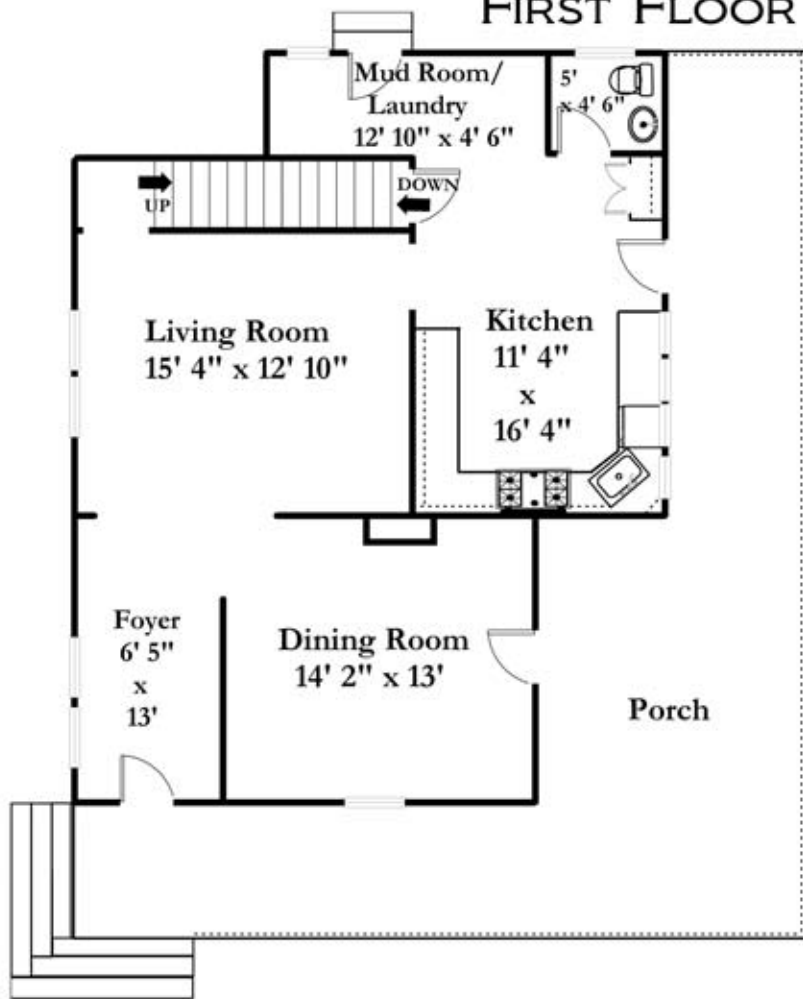 FIRST FLOOR
Mud Room/
Laundry
12' 10" x 4' 6"
5'
x 4' 6"
UP
DOWN
Living Room
15' 4" x 12' 10"
Kitchen
11' 4"
x
16' 4"
Foyer
6' 5"
x
13'
Dining Room
14' 2" x 13'
Porch